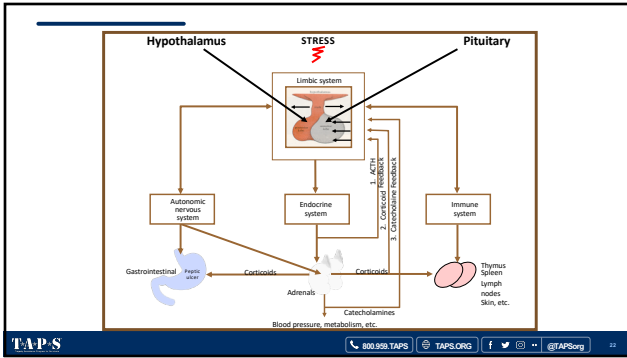 Hypothalamus
STRESS
Pituitary
Limbic system
1. ACTH
2. Corticoid Feedback
3. Catecholaine Feedback
Autonomic
nervous
system
Endocrine
system
Immune
system
Gastrointestinal
Peptic
ulcer
Corticoids
Adrenals
Corticoids
Thymus
Spleen
Lymph
nodes
Skin, etc.
Catecholamines
Blood pressure, metabolism, etc.
T★A★P★S
800.959.TAPS
TAPS.ORG
@TAPSorg
22